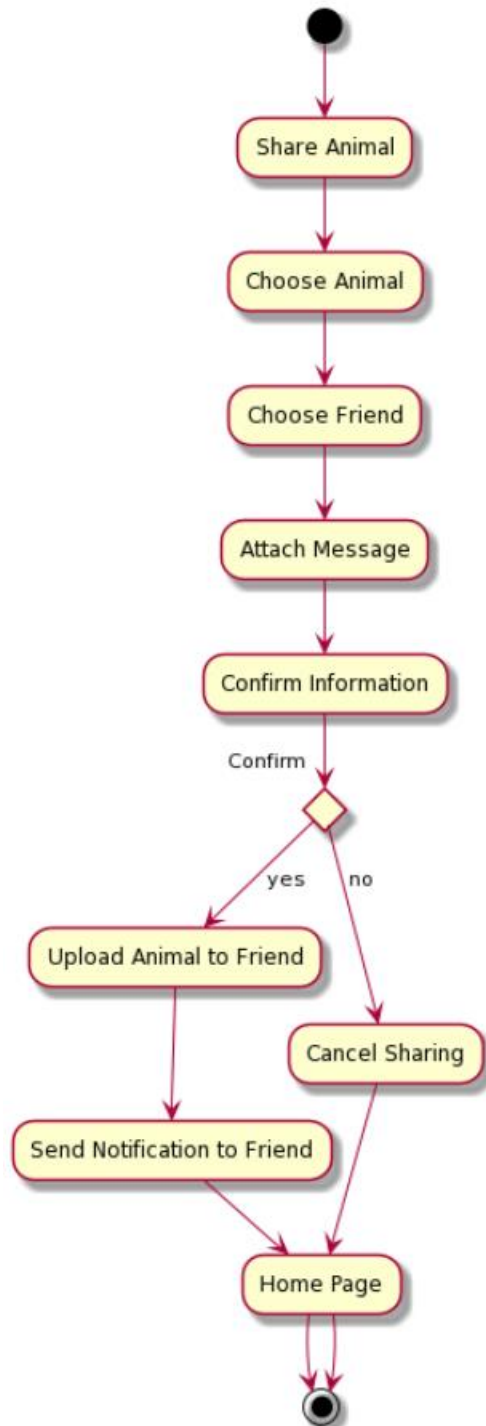 Share Animal
Choose Animal
Choose Friend
Attach Message
Confirm Information
Confirm
yes
no
Upload Animal to Friend
Cancel Sharing
Send Notification to Friend
Home Page